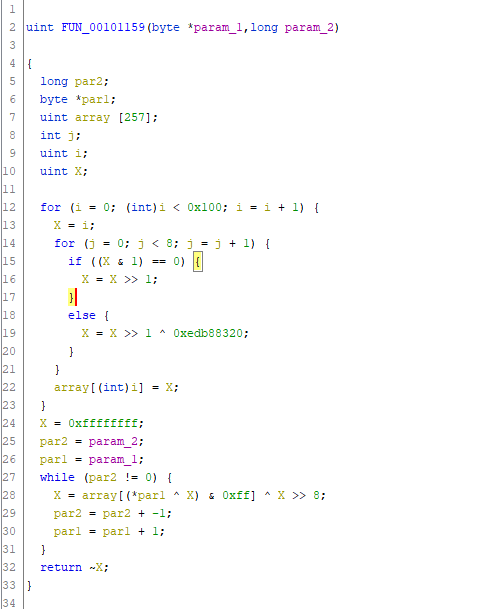 1
2 uint FUN_00101159(byte *param_1,long param_2)
3
4 {
5 long par2;
6 byte *par1;
7 uint array [257];
8 int j;
9 uint i;
10 uint X;
11
12 for (i = 0; (int)i < 0x100; i = i + 1) {
13 X = i;
14 for (j = 0; j < 8; j = j + 1) {
15 if ((X & 1) == 0) {
16 X = X >> 1;
17 }
18 else {
19 X = X >> 1 ^ 0xedb88320;
20 }
21 }
22 array[(int)i] = X;
23 }
24 X = 0xffffffff;
25 par2 = param_2;
26 par1 = param_1;
27 while (par2 != 0) {
28 X = array[(*par1 ^ X) & 0xff] ^ X >> 8;
29 par2 = par2 + -1;
30 par1 = par1 + 1;
31 }
32 return ~X;
33 }
34